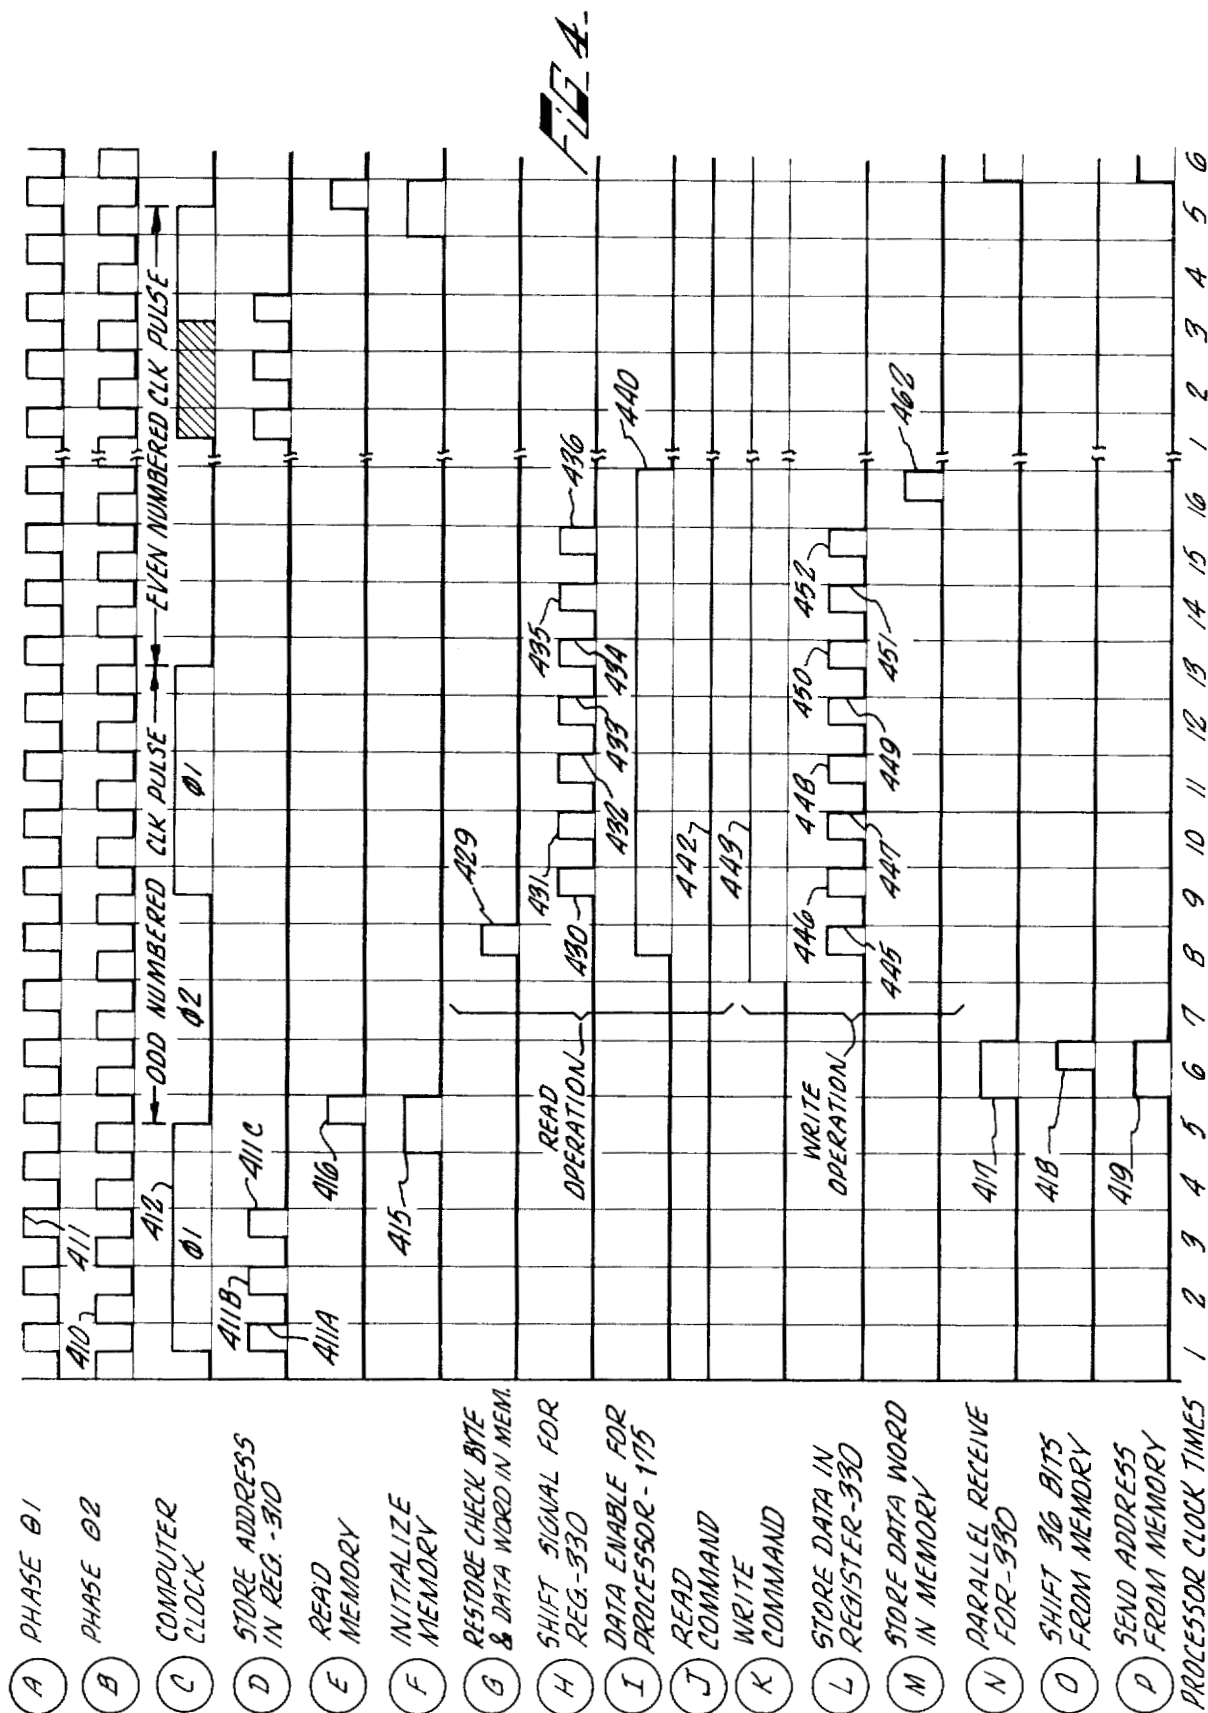 A PHASE Θ1
B PHASE Θ2
C COMPUTER
CLOCK
D STORE ADDRESS
IN REG.-310
E READ
MEMORY
F INITIALIZE
MEMORY
G RESTORE CHECK BYTE
& DATA WORD IN MEM.
H SHIFT SIGNAL FOR
REG.-330
I DATA ENABLE FOR
PROCESSOR-175
J READ
COMMAND
K WRITE
COMMAND
L STORE DATA IN
REGISTER-330
M STORE DATA WORD
IN MEMORY
N PARALLEL RECEIVE
FOR-330
O SHIFT 36 BITS
FROM MEMORY
P SEND ADDRESS
FROM MEMORY
PROCESSOR CLOCK TIMES
1 2 3 4 5 6 7 8 9 10 11 12 13 14 15 16 1 2 3 4 5 6
410
411
412
ODD NUMBERED CLK PULSE
EVEN NUMBERED CLK PULSE
Ø1
Ø2
Ø1
411B
411C
411A
416
415
429
READ
OPERATION
430
431
432
433
434
435
436
440
442
443
WRITE
OPERATION
445
446
447
448
449
450
451
452
462
417
418
419
FIG. 4.